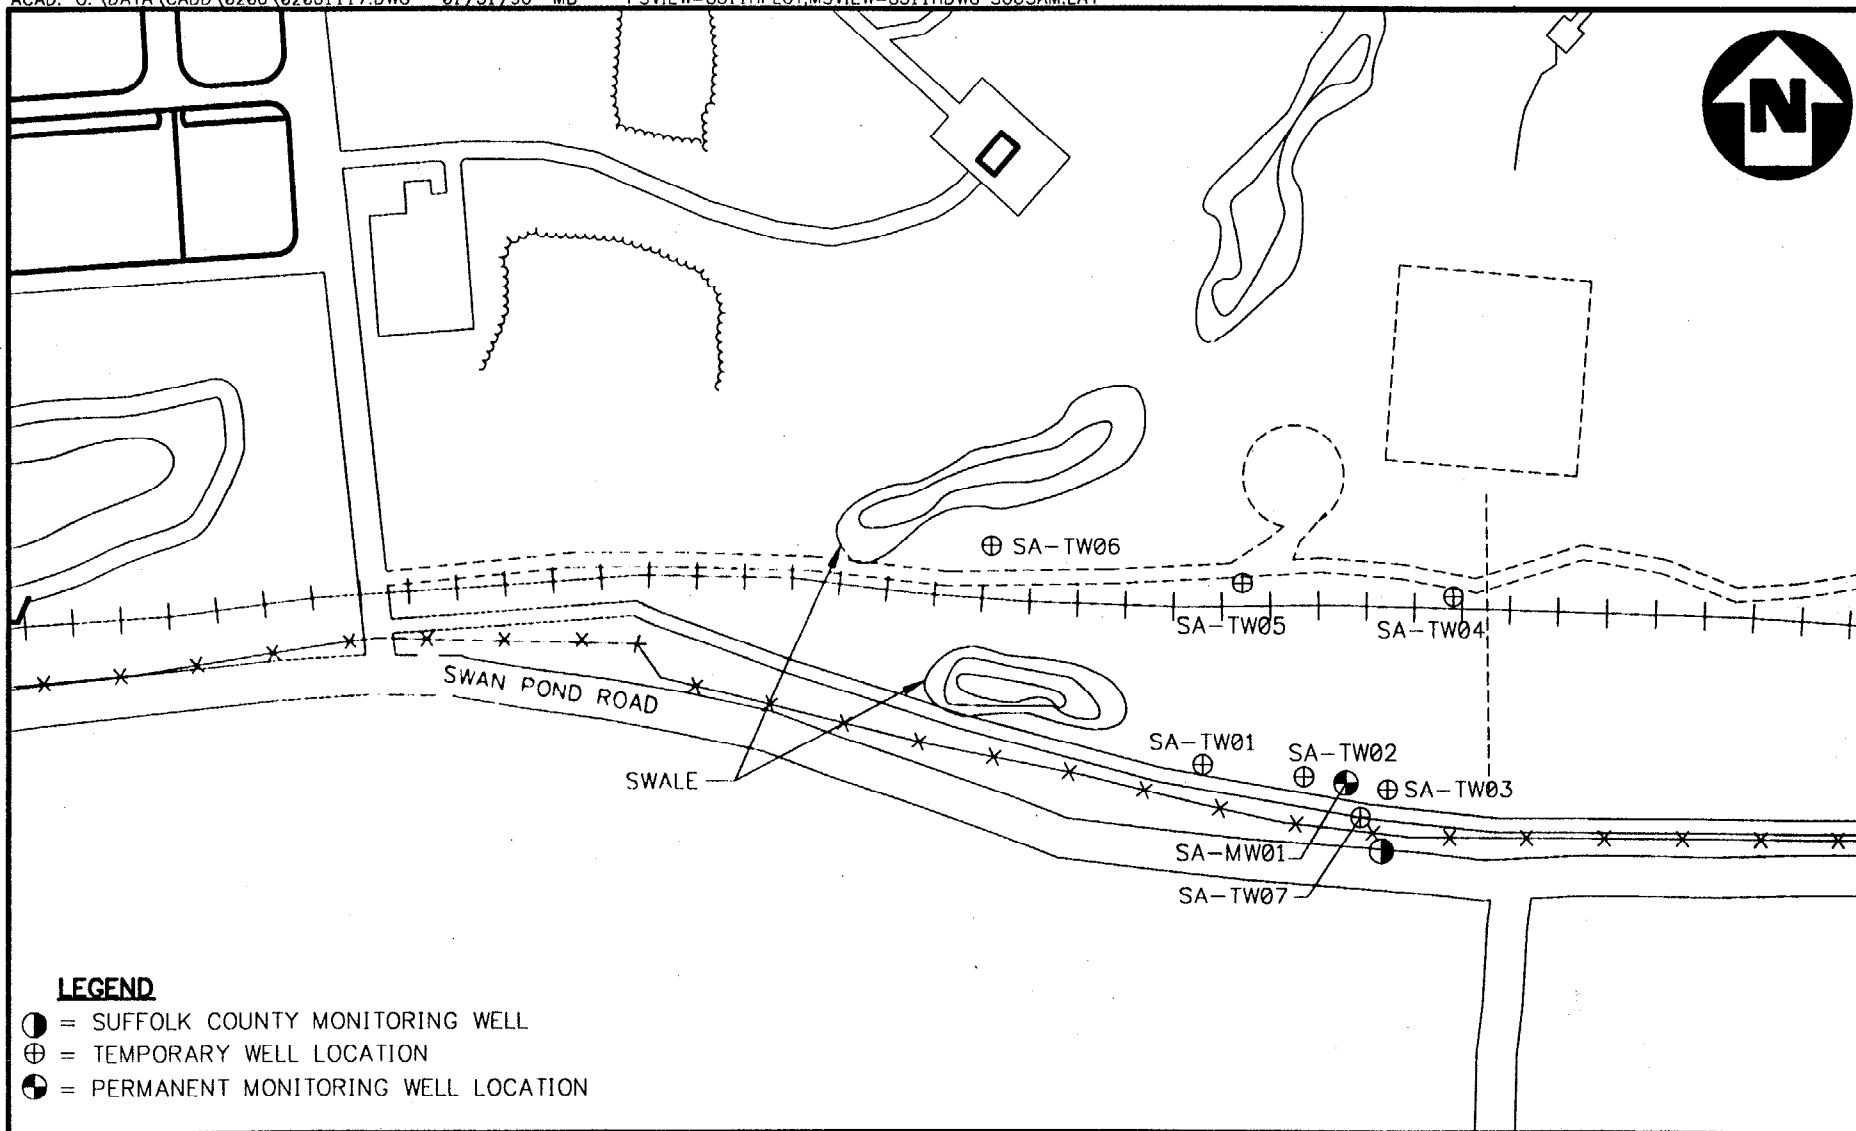 N
SA-TW06
SA-TW05
SA-TW04
SWAN POND ROAD
SA-TW01
SA-TW02
SWALE
SA-TW03
SA-MW01
SA-TW07
LEGEND
= SUFFOLK COUNTY MONITORING WELL
= TEMPORARY WELL LOCATION
= PERMANENT MONITORING WELL LOCATION